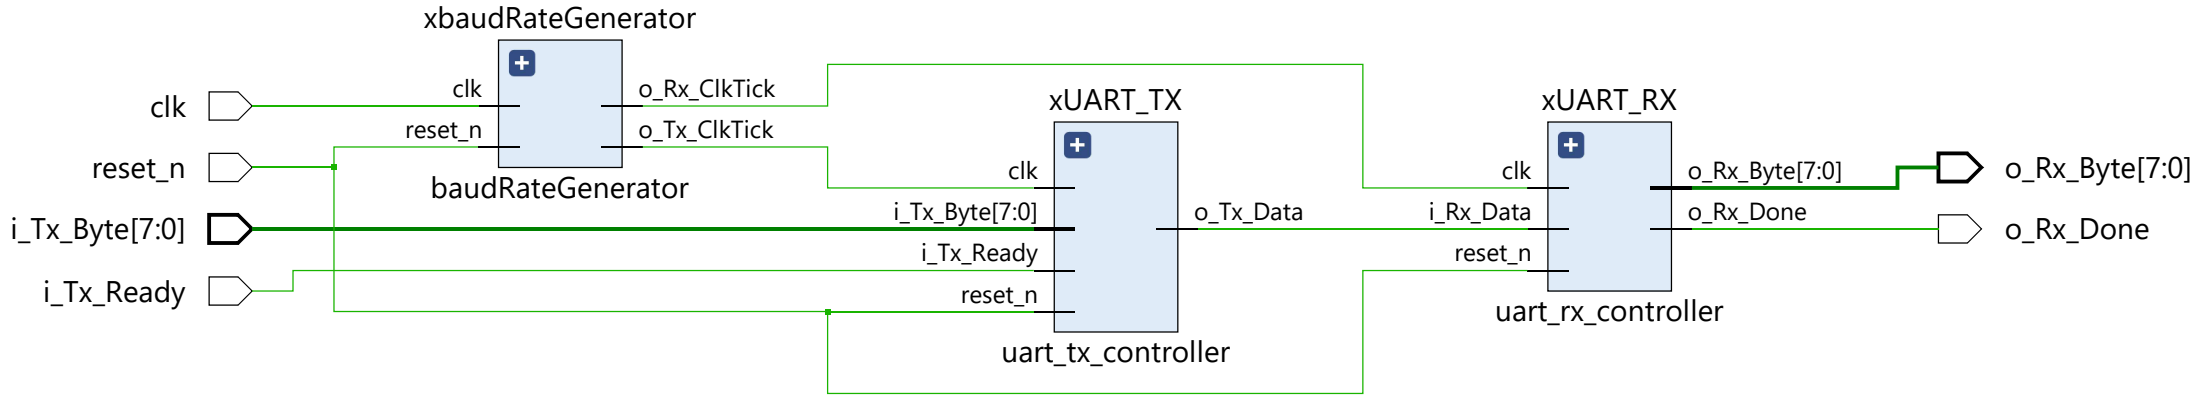 xbaudRateGenerator
clk
reset_n
o_Rx_ClkTick
o_Tx_ClkTick
baudRateGenerator
clk
reset_n
i_Tx_Byte[7:0]
i_Tx_Ready
xUART_TX
clk
i_Tx_Byte[7:0]
i_Tx_Ready
reset_n
o_Tx_Data
uart_tx_controller
xUART_RX
clk
i_Rx_Data
reset_n
o_Rx_Byte[7:0]
o_Rx_Done
uart_rx_controller
o_Rx_Byte[7:0]
o_Rx_Done